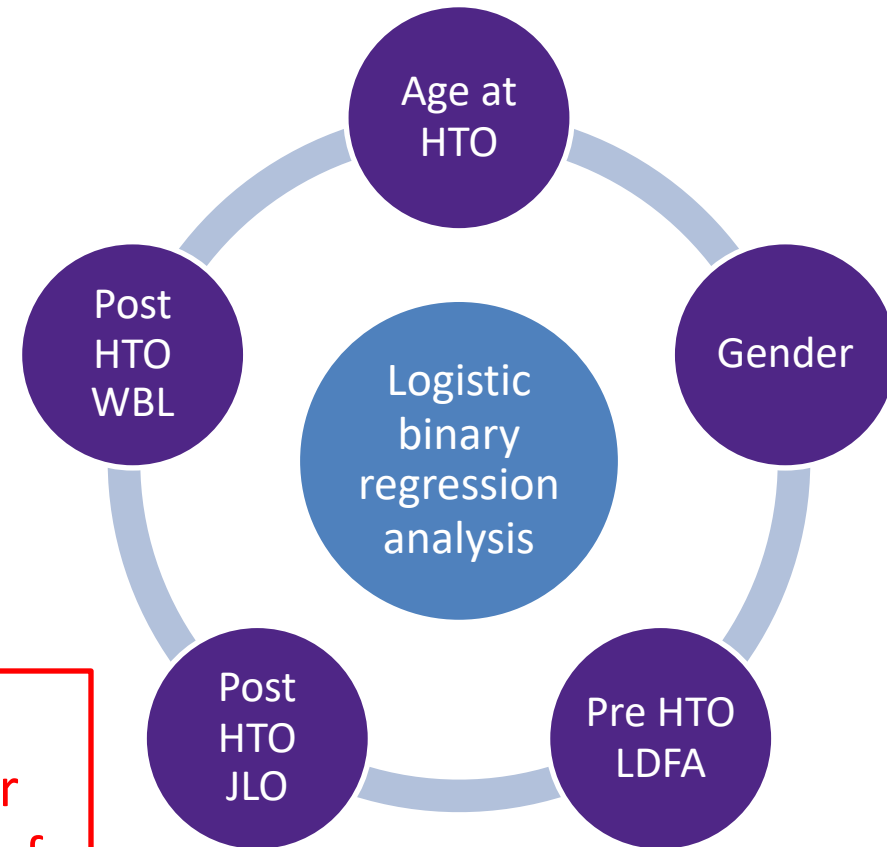 Age at
HTO
Gender
Pre HTO
LDFA
Post
HTO
JLO
Post
HTO
WBL
Logistic
binary
regression
analysis